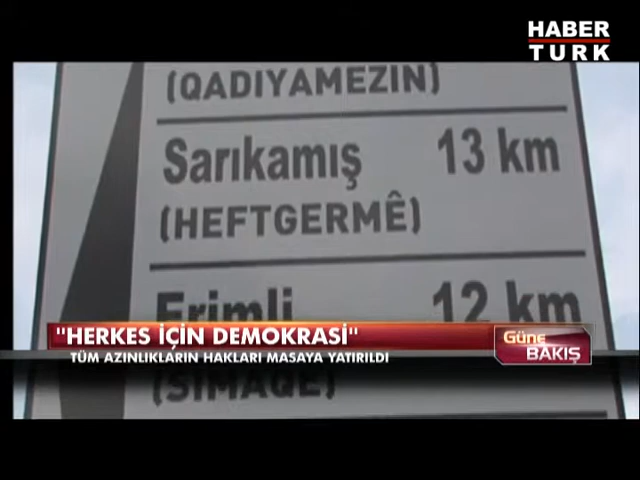 HABER
TURK
(QADIYAMEZIN)
Sarıkamış 13 km
(HEFTGERMÊ)
Erimli 12 km
"HERKES İÇİN DEMOKRASİ"
Güne
BAKIŞ
TÜM AZINLIKLARIN HAKLARI MASAYA YATIRILDI
(SIMAQE)